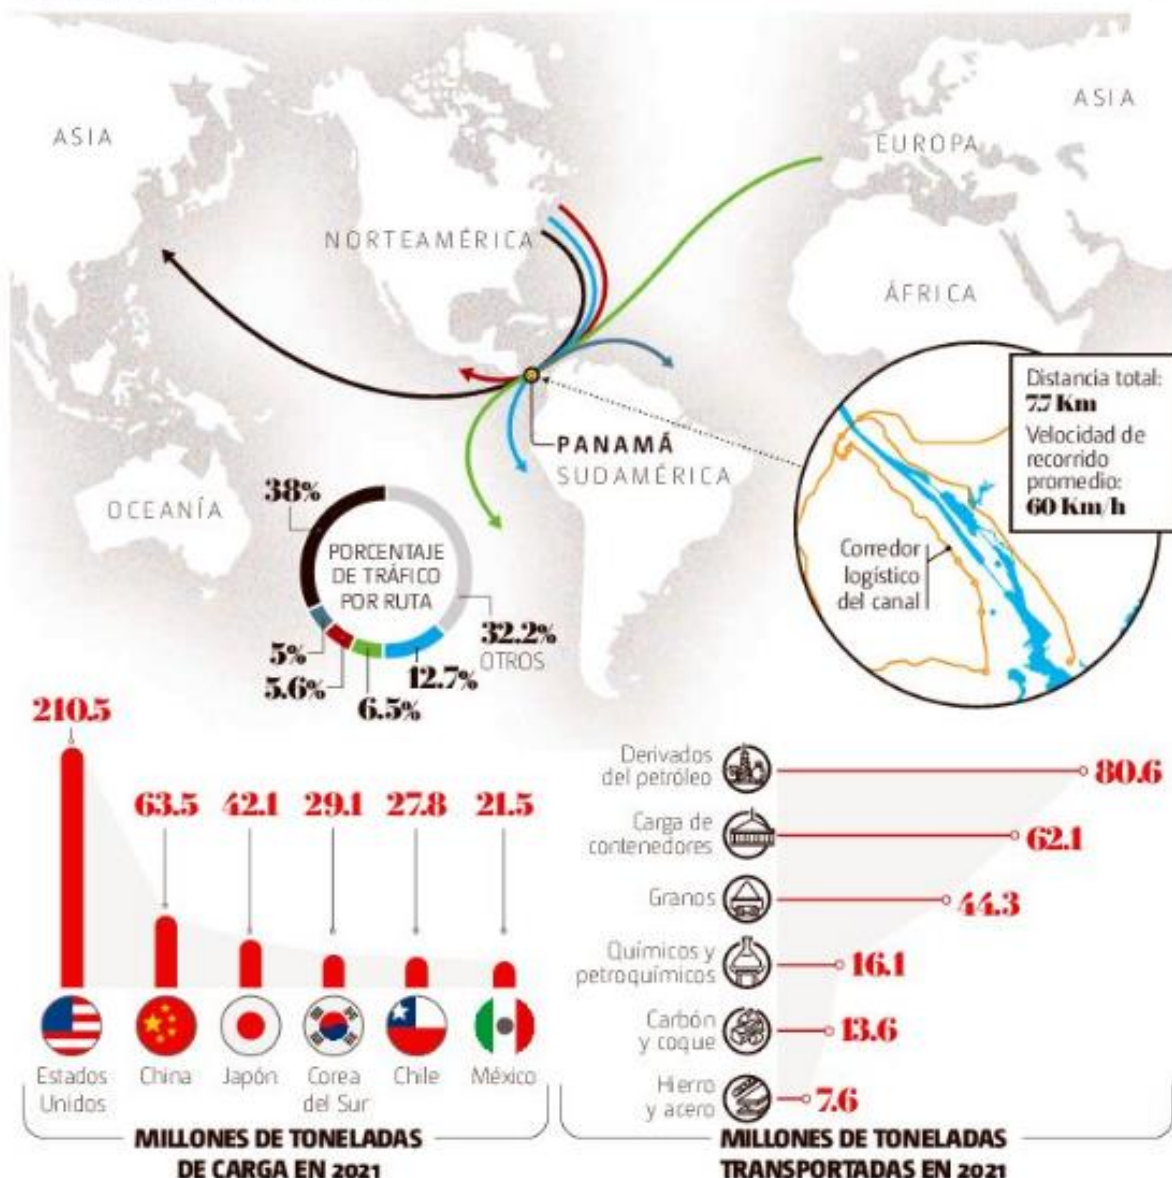 ASIA
ASIA
EUROPA
NORTEAMÉRICA
ÁFRICA
Distancia total:
7.7 Km
Velocidad de
recorrido
promedio:
60 Km/h
PANAMÁ
SUDAMÉRICA
OCEANÍA
Corredor
logístico
del canal
38%
PORCENTAJE
DE TRÁFICO
POR RUTA
32.2%
OTROS
5%
5.6%
6.5%
12.7%
210.5
63.5
42.1
29.1
27.8
21.5
Estados
Unidos
China
Japón
Corea
del Sur
Chile
México
MILLONES DE TONELADAS
DE CARGA EN 2021
Derivados
del petróleo
80.6
Carga de
contenedores
62.1
Granos
44.3
Químicos y
petroquímicos
16.1
Carbón
y coque
13.6
Hierro
y acero
7.6
MILLONES DE TONELADAS
TRANSPORTADAS EN 2021